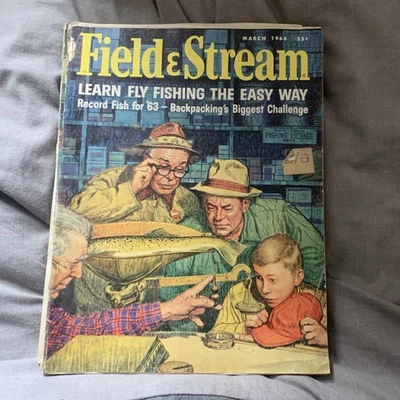 MARCH 1964 35¢
Field & Stream
LEARN FLY FISHING THE EASY WAY
Record Fish for '63 — Backpacking's Biggest Challenge
FISHING LICENSE